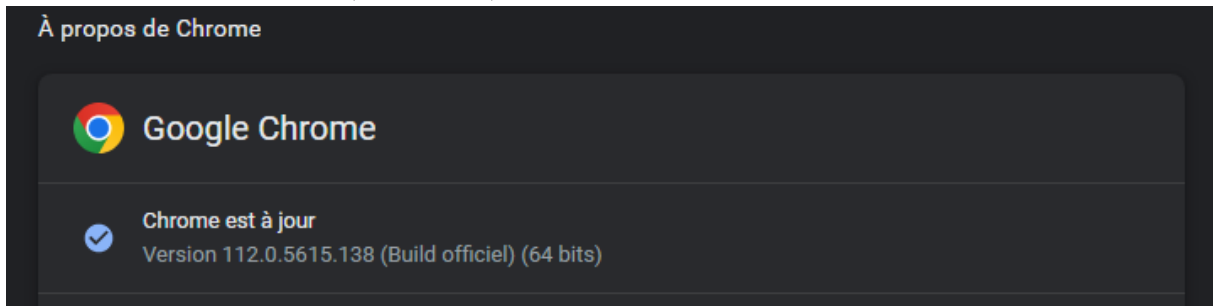 À propos de Chrome
Google Chrome
Chrome est à jour
Version 112.0.5615.138 (Build officiel) (64 bits)